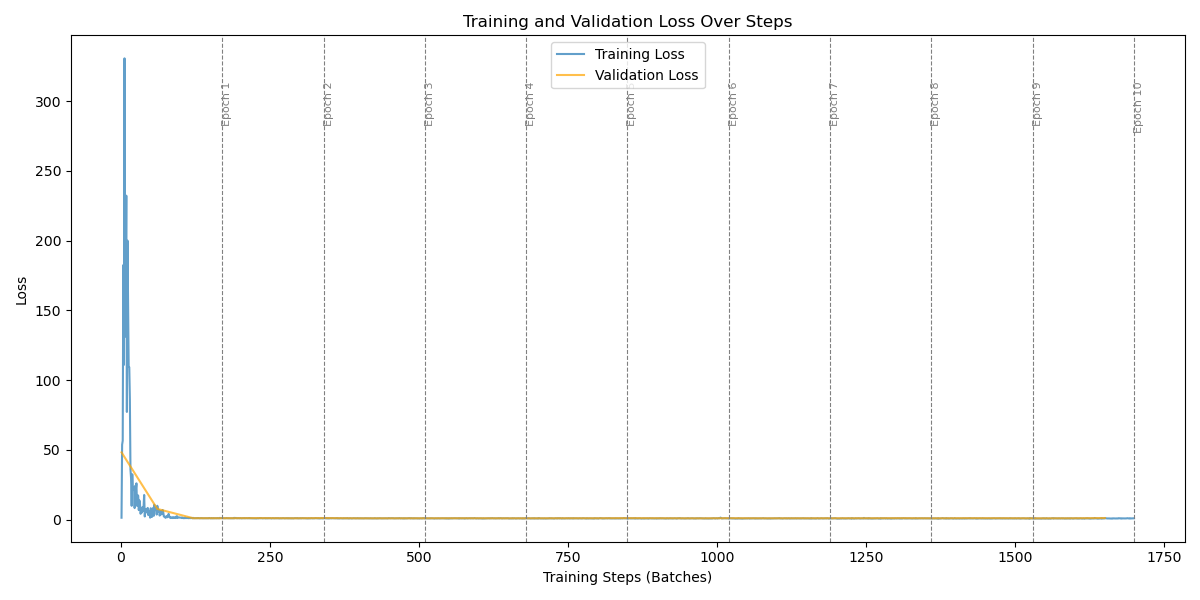 Training and Validation Loss Over Steps
Training Loss
Validation Loss
Epoch 1
Epoch 2
Epoch 3
Epoch 4
Epoch 6
Epoch 7
Epoch 8
Epoch 9
Epoch 10
Loss
300
250
200
150
100
50
0
0
250
500
750
1000
1250
1500
1750
Training Steps (Batches)